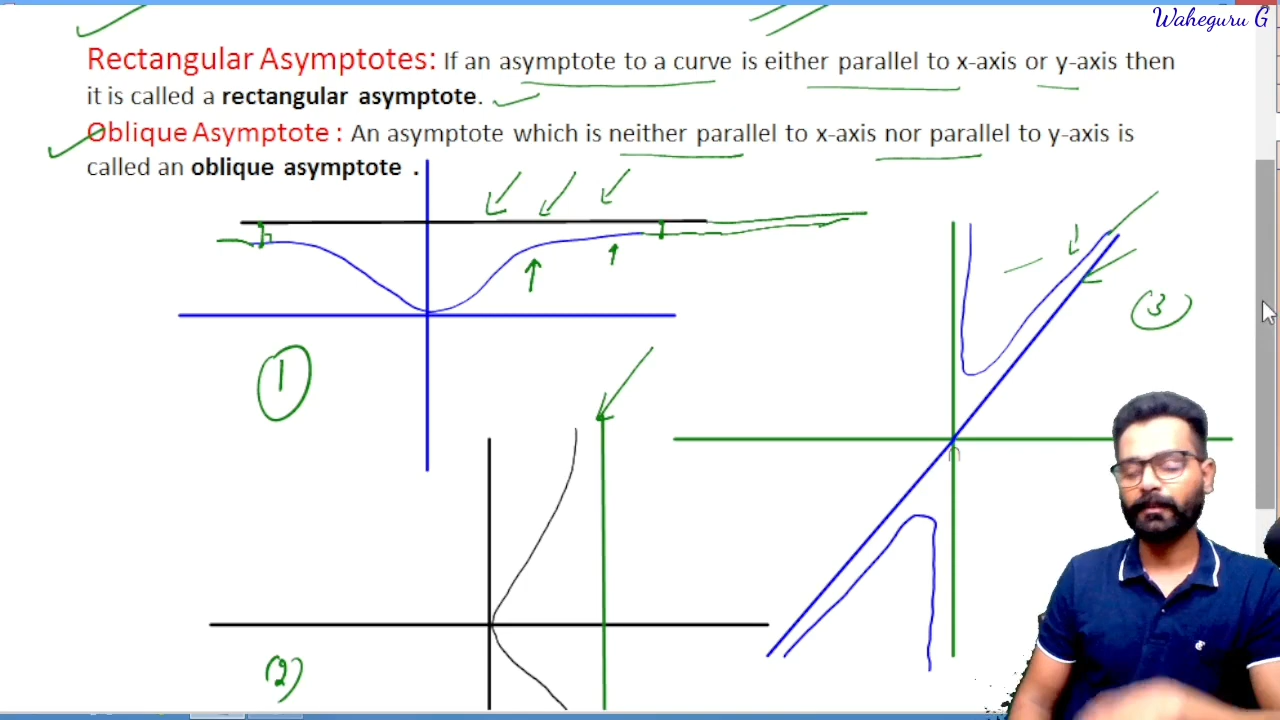 Waheguru G
Rectangular Asymptotes: If an asymptote to a curve is either parallel to x-axis or y-axis then
it is called a rectangular asymptote.
Oblique Asymptote : An asymptote which is neither parallel to x-axis nor parallel to y-axis is
called an oblique asymptote .
(3)
1
(2)